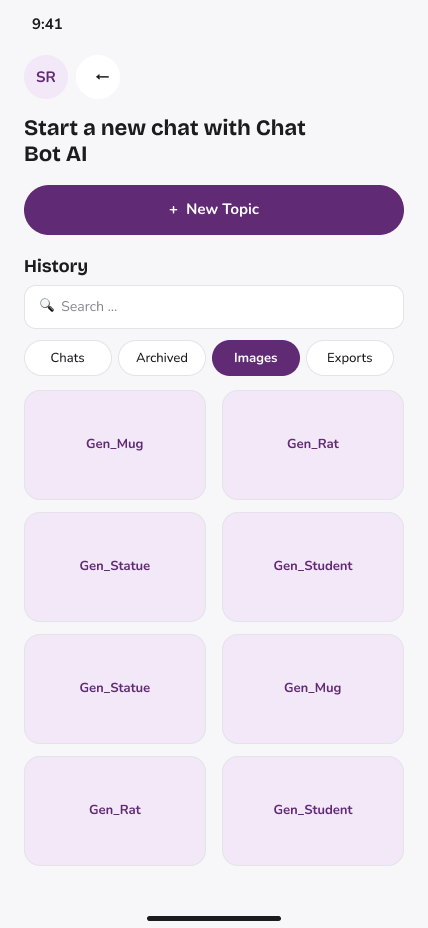 9:41
SR ←
Start a new chat with Chat
Bot AI
+ New Topic
History
🔍 Search ...
Chats Archived Images Exports
Gen_Mug Gen_Rat
Gen_Statue Gen_Student
Gen_Statue Gen_Mug
Gen_Rat Gen_Student